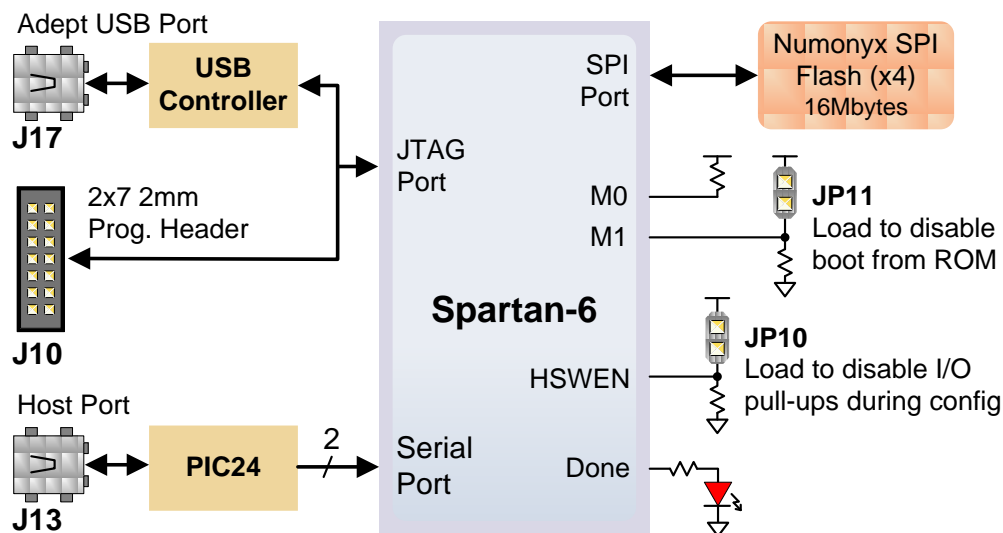 Adept USB Port
J17
USB
Controller
2x7 2mm
Prog. Header
J10
Host Port
J13
PIC24
2
Spartan-6
JTAG
Port
Serial
Port
SPI
Port
M0
M1
HSWEN
Done
Numonyx SPI
Flash (x4)
16Mbytes
JP11
Load to disable
boot from ROM
JP10
Load to disable I/O
pull-ups during config